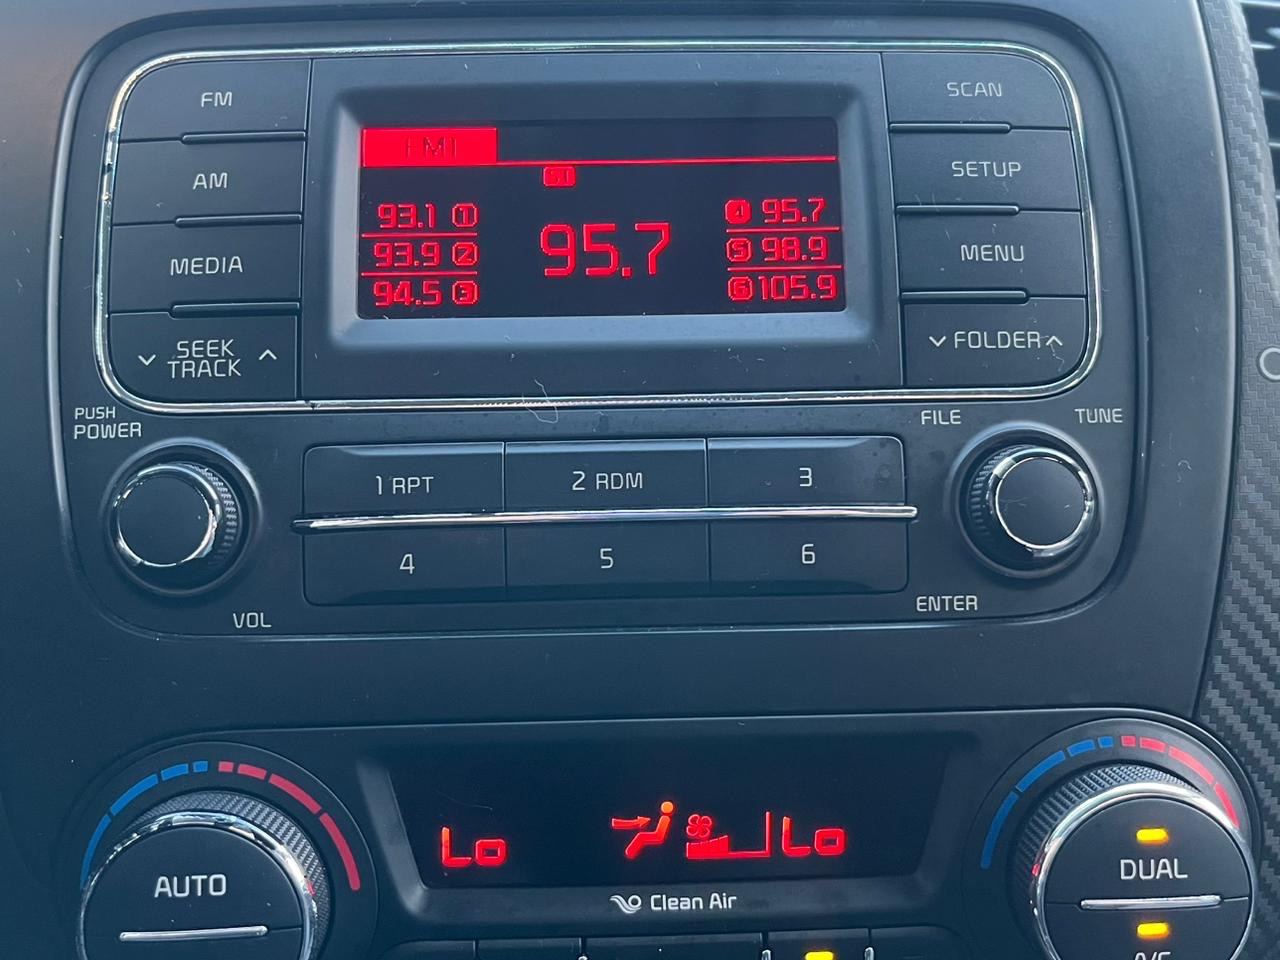 FM
AM
MEDIA
SEEK
TRACK
FM1
ST
93.1 1
93.9 2
94.5 3
95.7
4 95.7
5 98.9
6 105.9
SCAN
SETUP
MENU
FOLDER
PUSH
POWER
VOL
1 RPT
2 RDM
3
4
5
6
FILE
TUNE
ENTER
Lo
Lo
Clean Air
AUTO
DUAL
A/C